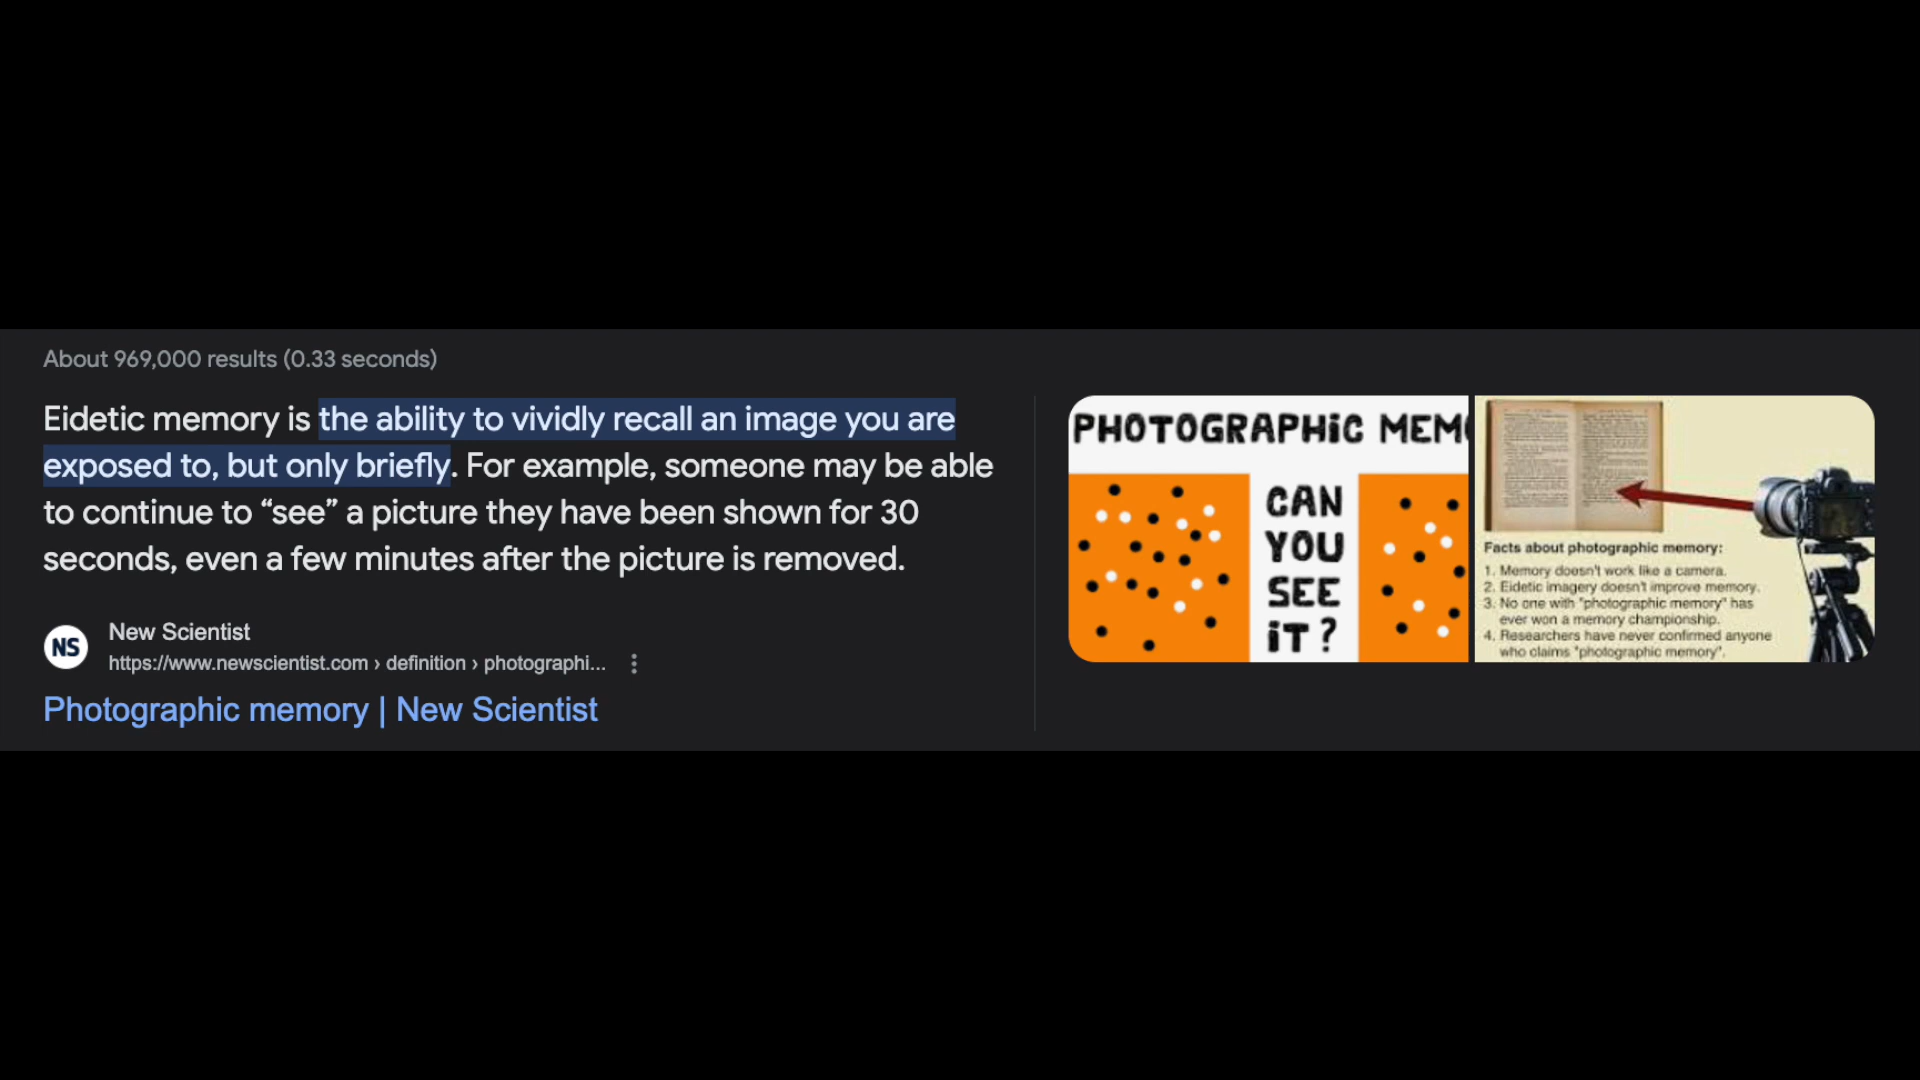 About 969,000 results (0.33 seconds)
Eidetic memory is the ability to vividly recall an image you are
exposed to, but only briefly. For example, someone may be able
to continue to “see” a picture they have been shown for 30
seconds, even a few minutes after the picture is removed.
NS
New Scientist
https://www.newscientist.com › definition › photographi...
Photographic memory | New Scientist
PHOTOGRAPHiC MEM
CAN
YOU
SEE
iT?
Facts about photographic memory:
1. Memory doesn't work like a camera.
2. Eidetic imagery doesn't improve memory.
3. No one with "photographic memory" has
ever won a memory championship.
4. Researchers have never confirmed anyone
who claims "photographic memory".